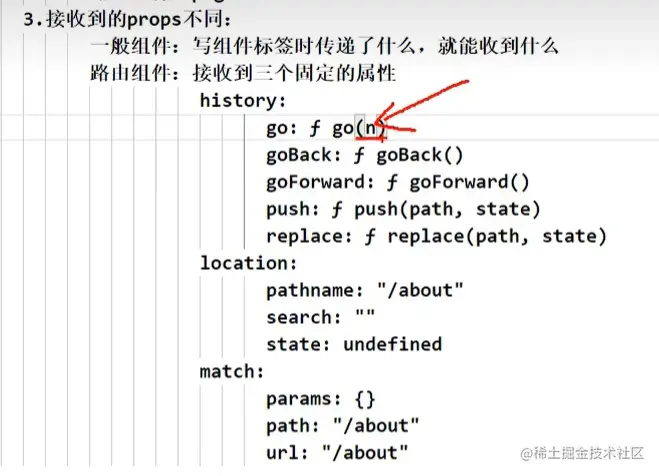 3.接收到的props不同：
一般组件：写组件标签时传递了什么，就能收到什么
路由组件：接收到三个固定的属性
history:
go: ƒ go(n)
goBack: ƒ goBack()
goForward: ƒ goForward()
push: ƒ push(path, state)
replace: ƒ replace(path, state)
location:
pathname: "/about"
search: ""
state: undefined
match:
params: {}
path: "/about"
url: "/about"
@稀土掘金技术社区